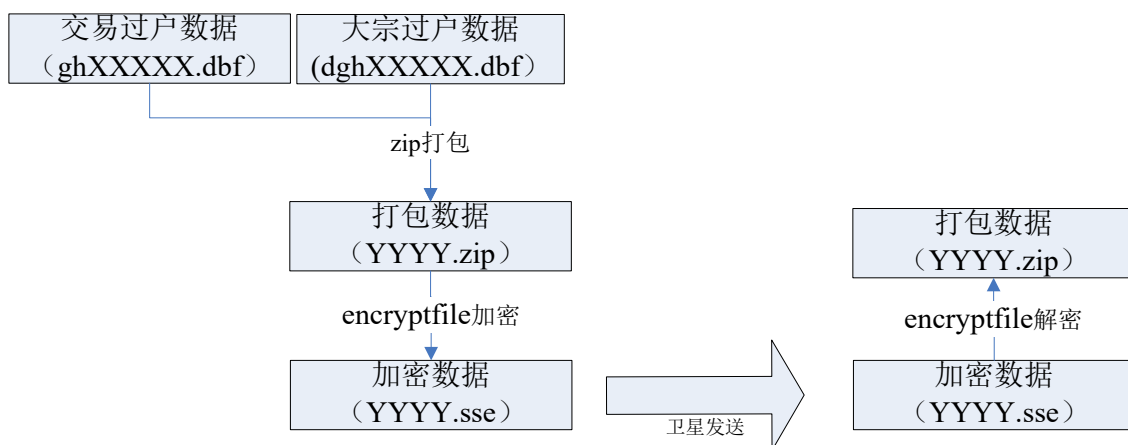 交易过户数据
（ghXXXXX.dbf）
大宗过户数据
(dghXXXXX.dbf）
zip打包
打包数据
（YYYY.zip）
encryptfile加密
加密数据
（YYYY.sse）
卫星发送
打包数据
（YYYY.zip）
encryptfile解密
加密数据
（YYYY.sse）